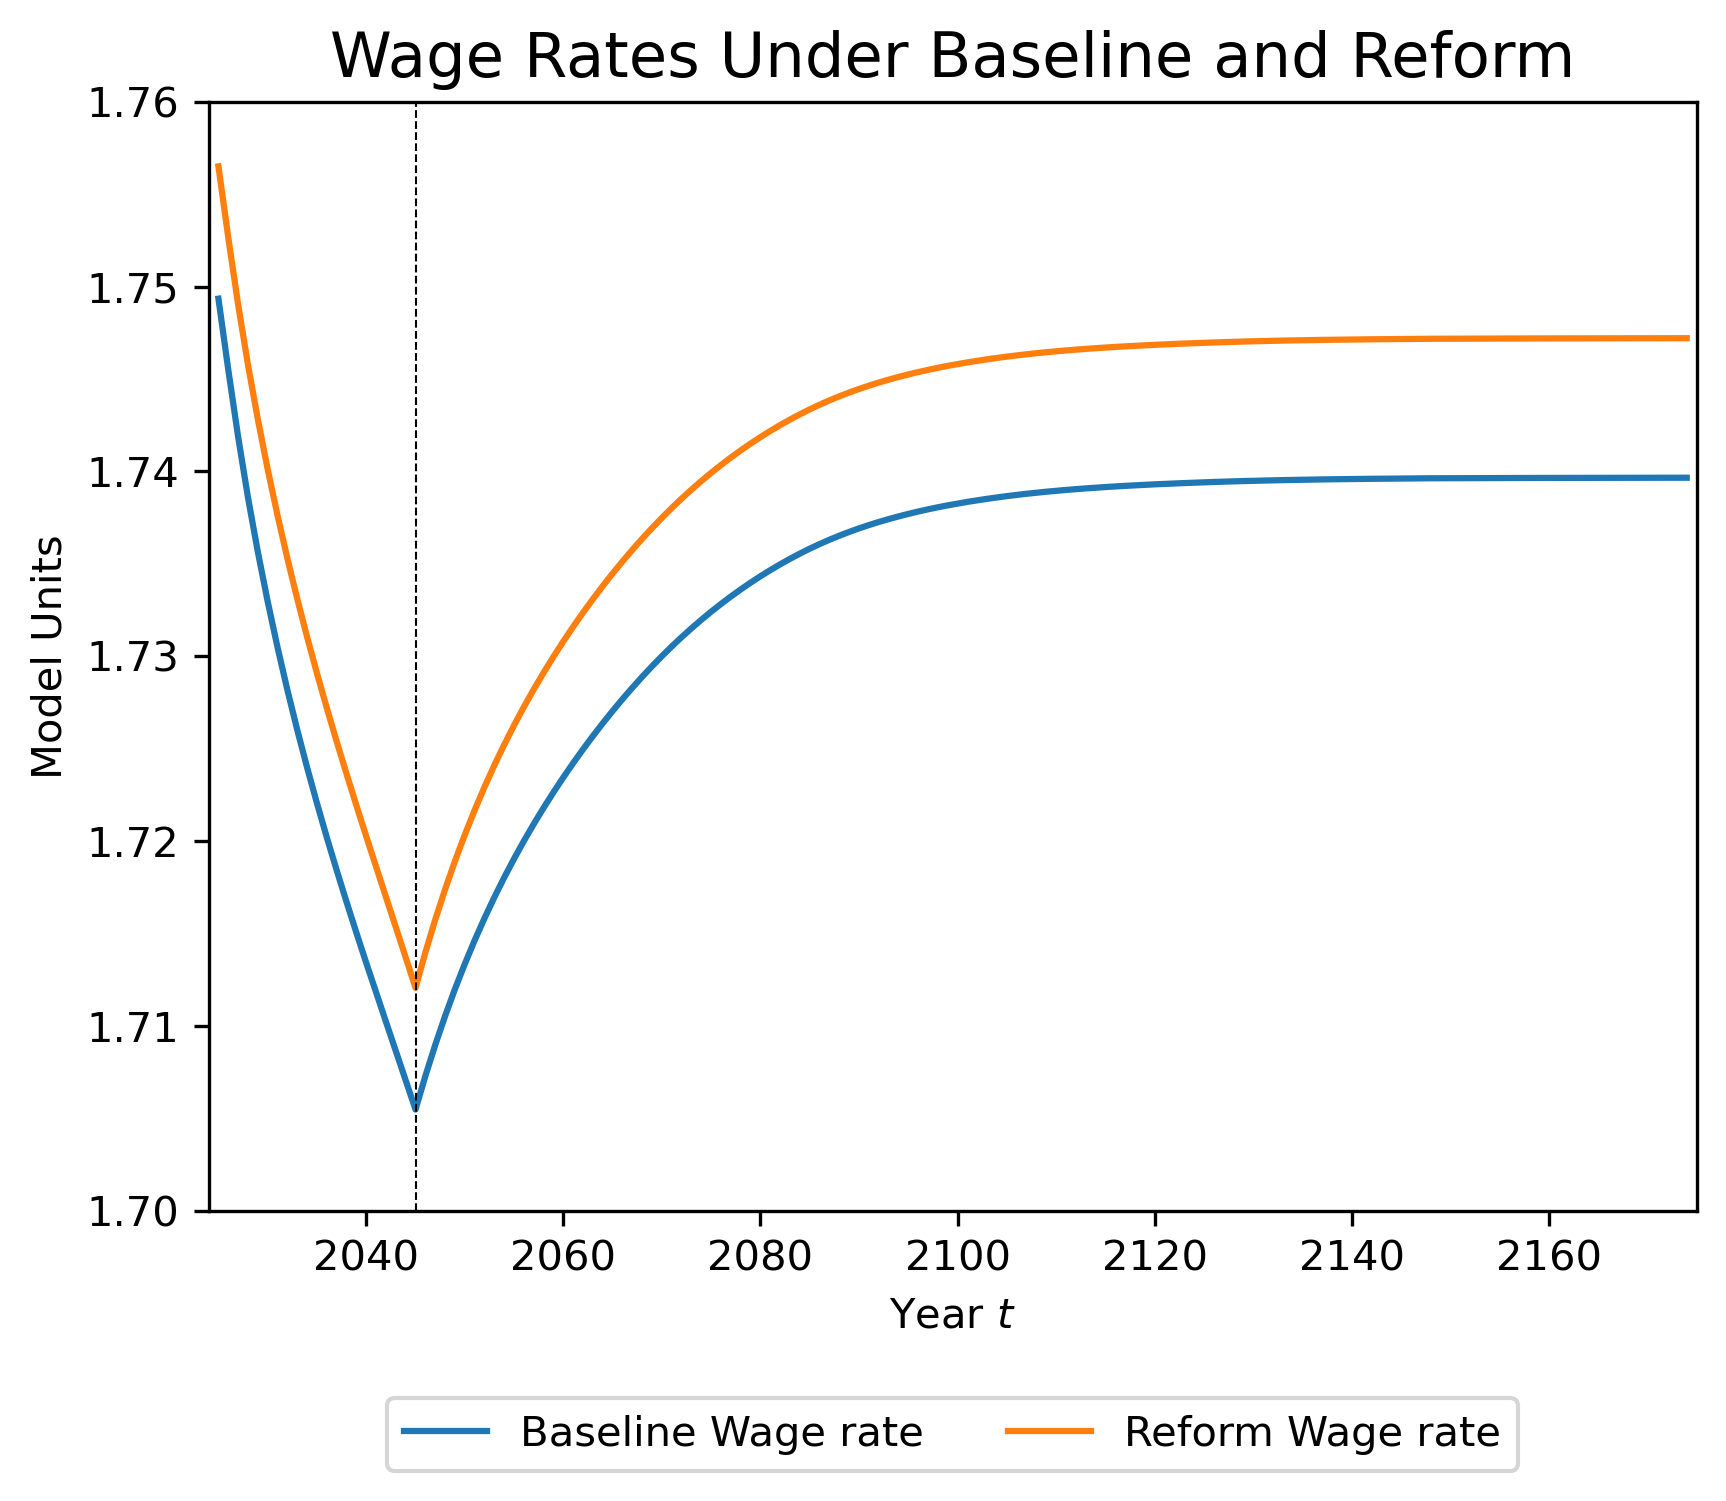 Wage Rates Under Baseline and Reform
1.76
1.75
1.74
1.73
1.72
1.71
1.70
Model Units
2040 2060 2080 2100 2120 2140 2160
Year t
Baseline Wage rate Reform Wage rate